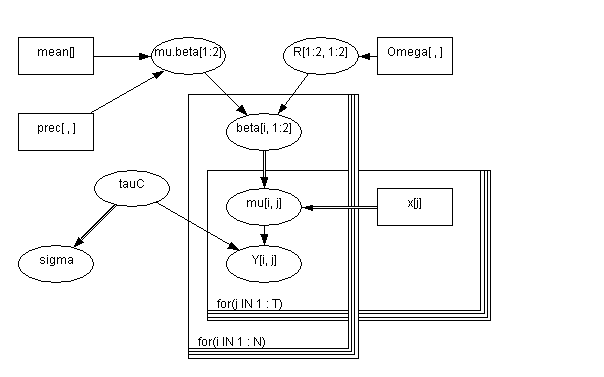 mean[]
mu.beta[1:2]
R[1:2, 1:2]
Omega[ , ]
prec[ , ]
beta[i, 1:2]
tauC
mu[i, j]
x[j]
sigma
Y[i, j]
for(j IN 1 : T)
for(i IN 1 : N)